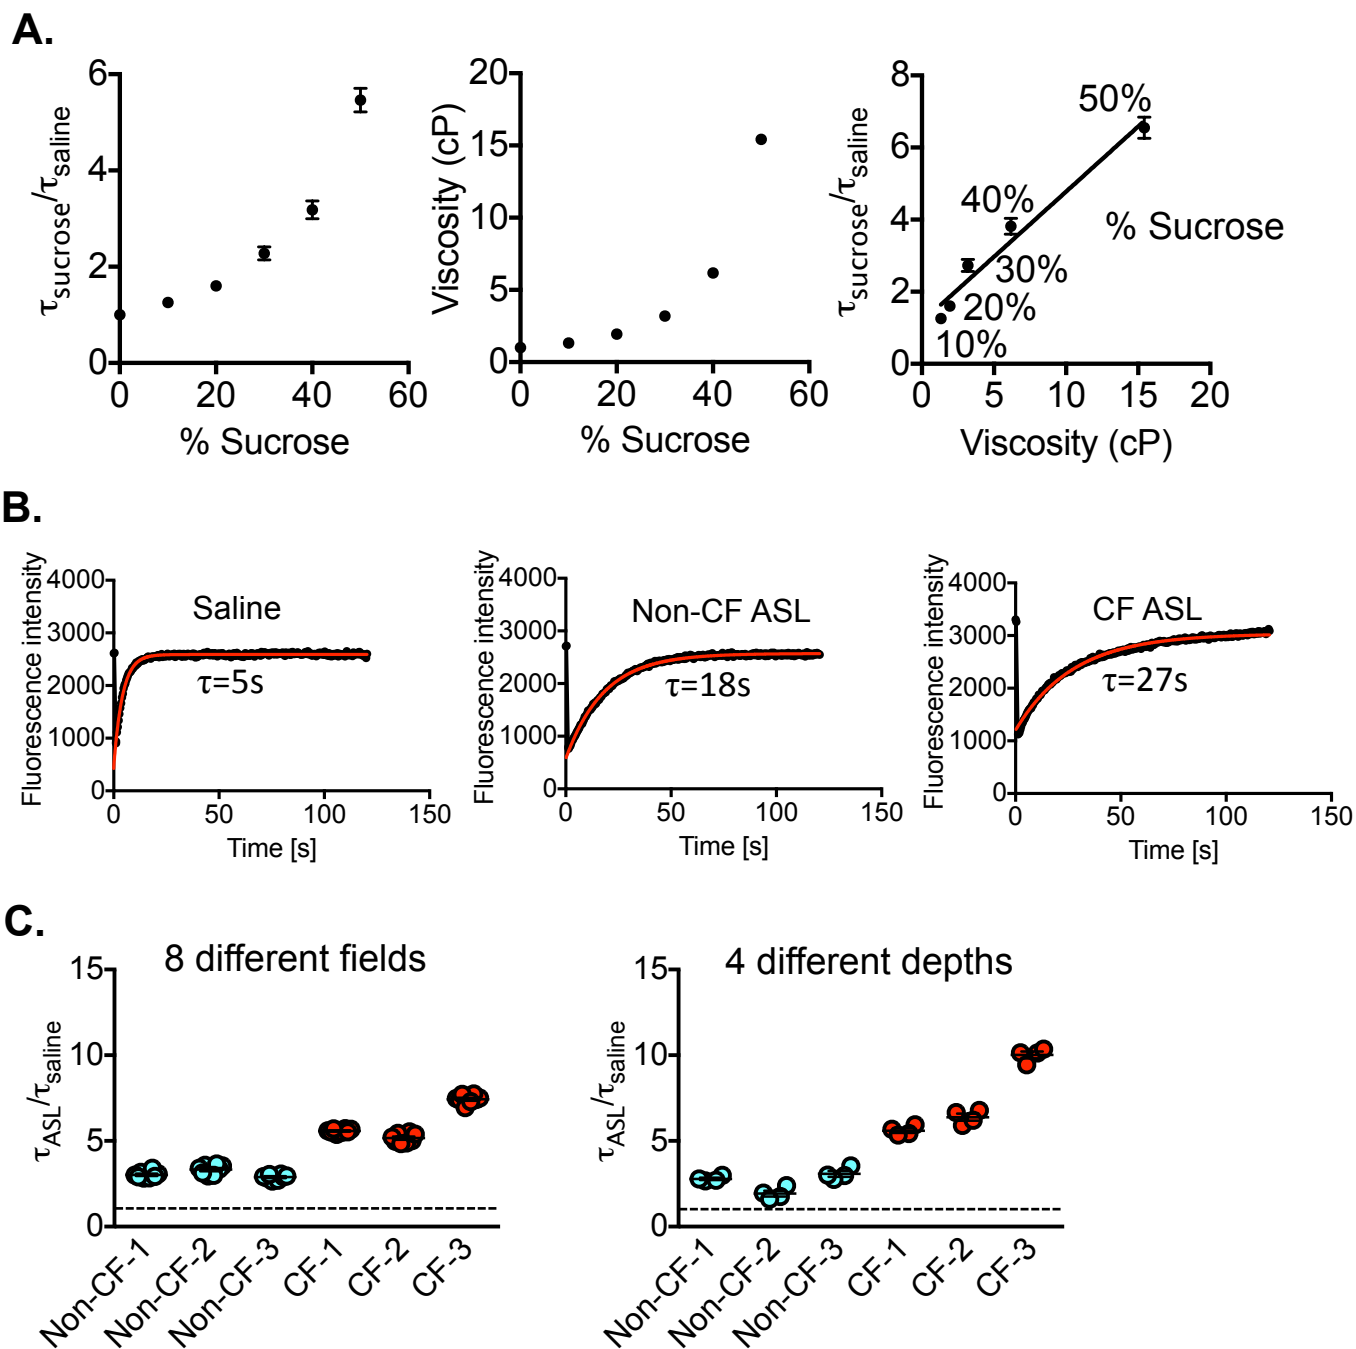 A.
τsucrose/τsaline
6
4
2
0
0 20 40 60
% Sucrose
Viscosity (cP)
20
15
10
5
0
0 20 40 60
% Sucrose
τsucrose/τsaline
8
6
4
2
0
50%
40%
30%
20%
10%
% Sucrose
0 5 10 15 20
Viscosity (cP)
B.
Fluorescence intensity
4000
3000
2000
1000
0
Saline
τ=5s
0 50 100 150
Time [s]
Fluorescence intensity
4000
3000
2000
1000
0
Non-CF ASL
τ=18s
0 50 100 150
Time [s]
Fluorescence intensity
4000
3000
2000
1000
0
CF ASL
τ=27s
0 50 100 150
Time [s]
C.
8 different fields
τASL/τsaline
15
10
5
0
Non-CF-1
Non-CF-2
Non-CF-3
CF-1
CF-2
CF-3
4 different depths
τASL/τsaline
15
10
5
0
Non-CF-1
Non-CF-2
Non-CF-3
CF-1
CF-2
CF-3